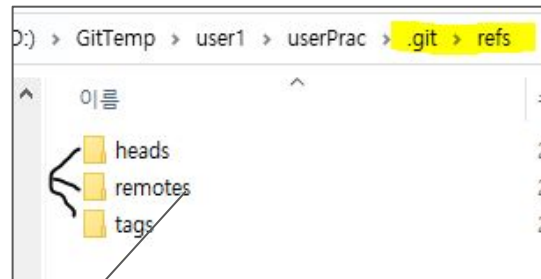 D:) > GitTemp > user1 > userPrac > .git > refs
이름
heads
remotes
tags